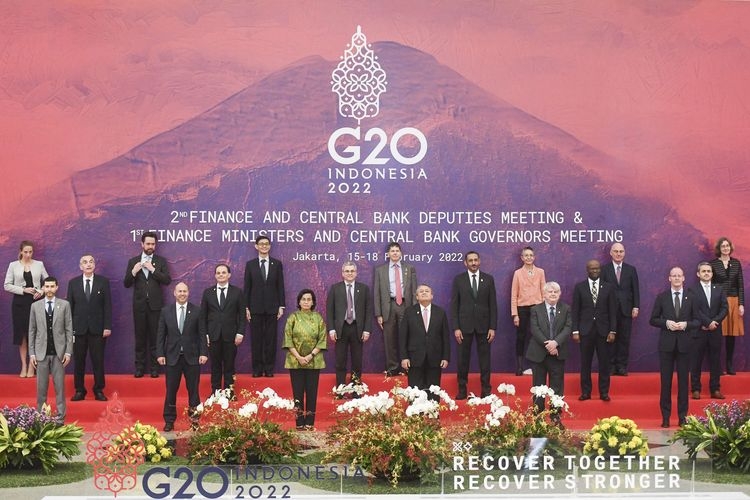 G20
INDONESIA
2022
2ND FINANCE AND CENTRAL BANK DEPUTIES MEETING &
1ST FINANCE MINISTERS AND CENTRAL BANK GOVERNORS MEETING
Jakarta, 15-18 February 2022
G20 INDONESIA
2022
RECOVER TOGETHER
RECOVER STRONGER